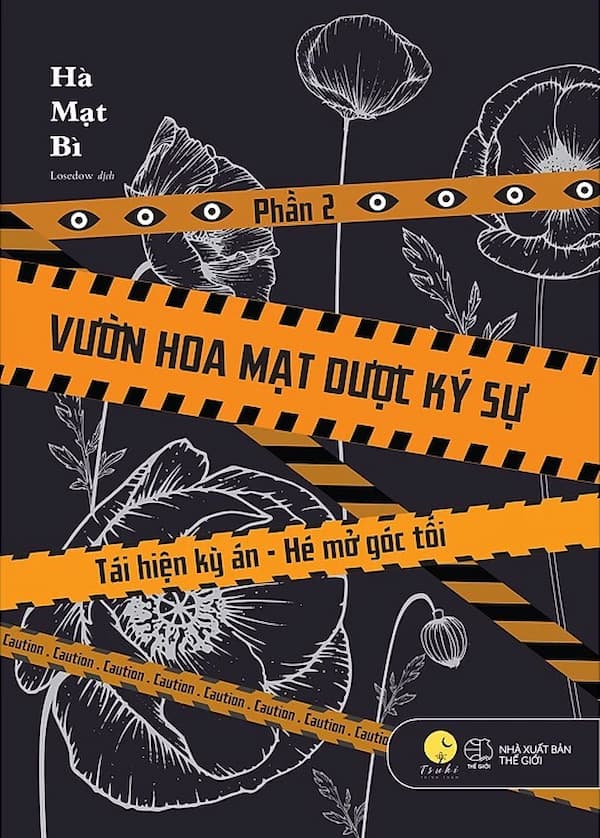 Hà
Mạt
Bì
Losedow dịch
Phần 2
VƯỜN HOA MẠT DƯỢC KÝ SỰ
Tái hiện kỳ án - Hé mở góc tối
Caution . Caution . Caution . Caution . Caution . Caution . Caution . Caution
Tsuki
THẾ GIỚI
NHÀ XUẤT BẢN
THẾ GIỚI